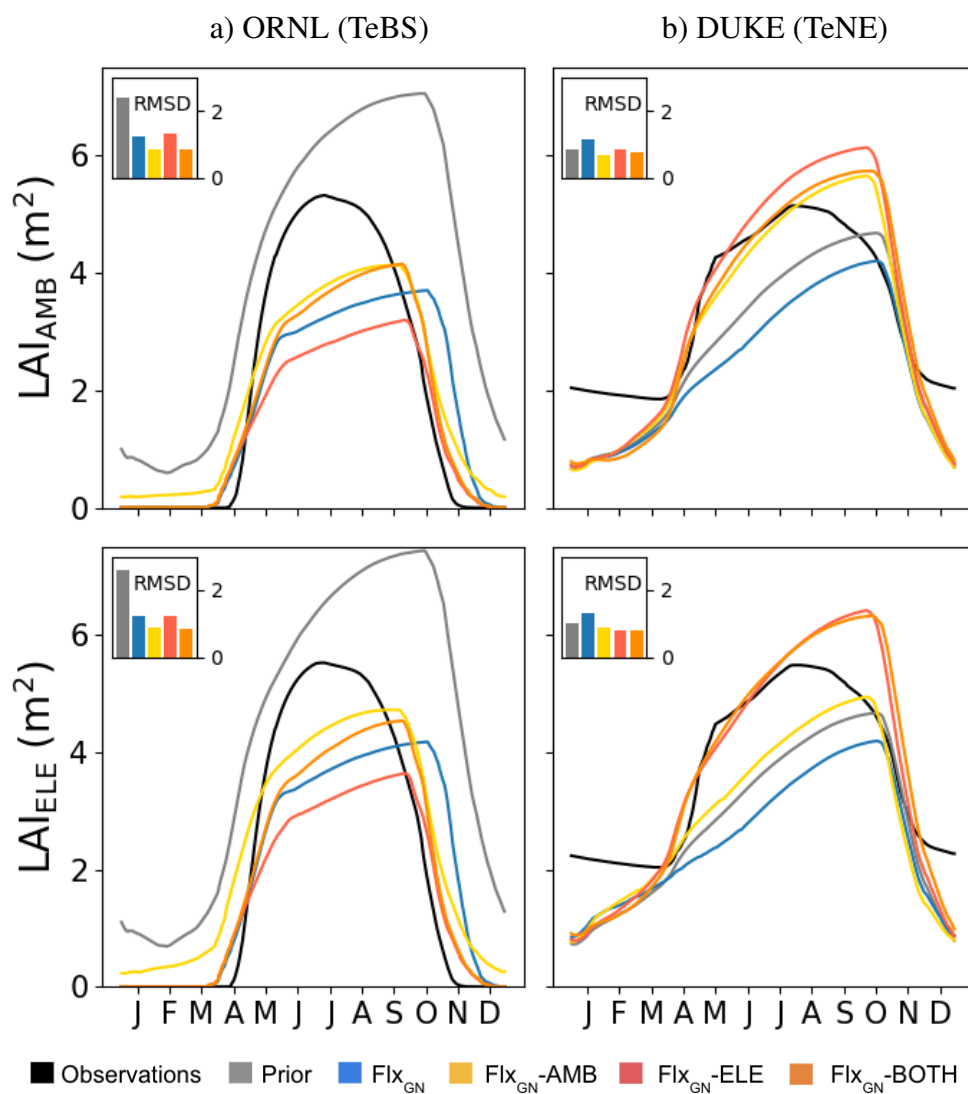 a) ORNL (TeBS)
b) DUKE (TeNE)
LAI_AMB (m²)
6
4
2
0
RMSD
2
0
RMSD
2
0
LAI_ELE (m²)
6
4
2
0
RMSD
2
0
RMSD
2
0
J F M A M J J A S O N D
J F M A M J J A S O N D
Observations Prior Flx_GN Flx_GN-AMB Flx_GN-ELE Flx_GN-BOTH